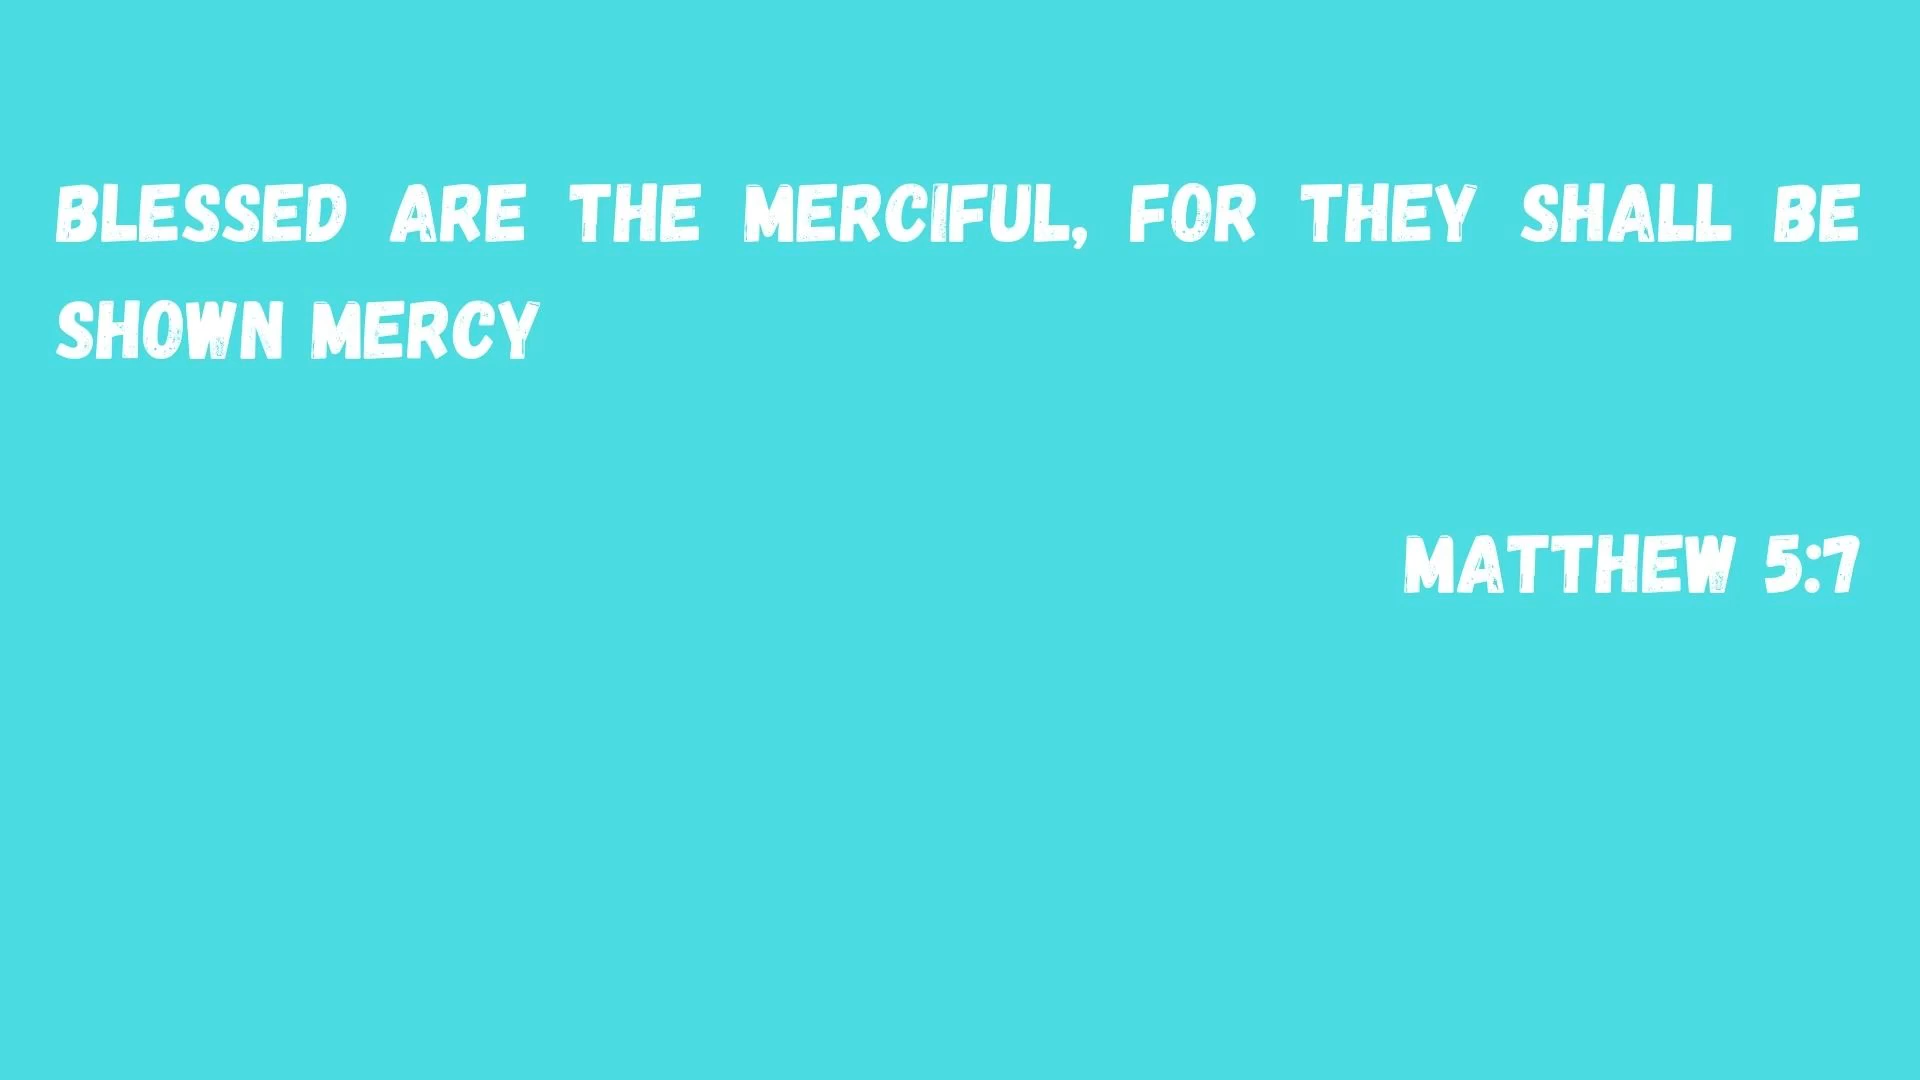 BLESSED ARE THE MERCIFUL, FOR THEY SHALL BE
SHOWN MERCY
MATTHEW 5:7